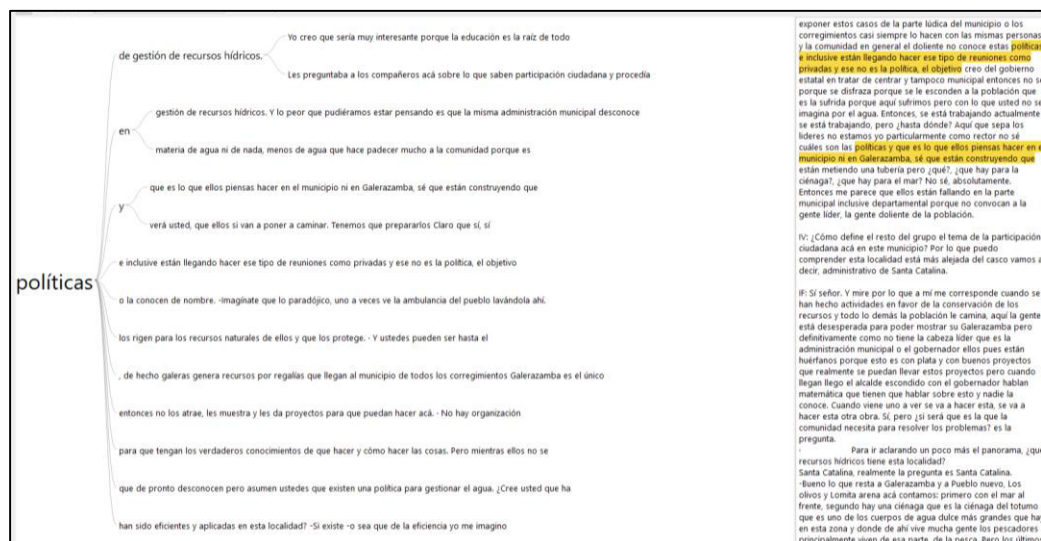 políticas
de gestión de recursos hídricos.
Yo creo que sería muy interesante porque la educación es la raíz de todo
Les preguntaba a los compañeros acá sobre lo que saben participación ciudadana y procedía
en
gestión de recursos hídricos. Y lo peor que pudiéramos estar pensando es que la misma administración municipal desconoce
materia de agua ni de nada, menos de agua que hace padecer mucho a la comunidad porque es
y
que es lo que ellos piensas hacer en el municipio ni en Galerazamba, sé que están construyendo que
verá usted, que ellos si van a poner a caminar. Tenemos que prepararlos Claro que sí, sí
e inclusive están llegando hacer ese tipo de reuniones como privadas y ese no es la política, el objetivo
o la conocen de nombre. -Imagínate que lo paradójico, uno a veces ve la ambulancia del pueblo lavándola ahí.
los rigen para los recursos naturales de ellos y que los protege. - Y ustedes pueden ser hasta el
, de hecho galeras genera recursos por regalías que llegan al municipio de todos los corregimientos Galerazamba es el único
entonces no los atrae, les muestra y les da proyectos para que puedan hacer acá. - No hay organización
para que tengan los verdaderos conocimientos de que hacer y cómo hacer las cosas. Pero mientras ellos no se
que de pronto desconocen pero asumen ustedes que existen una política para gestionar el agua. ¿Cree usted que ha
han sido eficientes y aplicadas en esta localidad? -Si existe -o sea que de la eficiencia yo me imagino
exponer estos casos de la parte lúdica del municipio o los
corregimientos casi siempre lo hacen con las mismas personas
y la comunidad en general el doliente no conoce estas políticas
e inclusive están llegando hacer ese tipo de reuniones como
privadas y ese no es la política, el objetivo creo del gobierno
estatal en tratar de centrar y tampoco municipal entonces no se
porque se disfraza porque se le esconden a la población que
es la sufrida porque aquí sufrimos pero con lo que usted no se
imagina por el agua. Entonces, se está trabajando actualmente
se está trabajando, pero ¿hasta dónde? Aquí que sepa los
líderes no estamos yo particularmente como rector no sé
cuáles son las políticas y que es lo que ellos piensas hacer en e
municipio ni en Galerazamba, sé que están construyendo que
están metiendo una tubería pero ¿qué?, ¿que hay para la
ciénaga?, ¿que hay para el mar? No sé, absolutamente.
Entonces me parece que ellos están fallando en la parte
municipal inclusive departamental porque no convocan a la
gente líder, la gente doliente de la población.
IV: ¿Cómo define el resto del grupo el tema de la participación
ciudadana acá en este municipio? Por lo que puedo
comprender esta localidad está más alejada del casco vamos a
decir, administrativo de Santa Catalina.
IF: Sí señor. Y mire por lo que a mí me corresponde cuando se
han hecho actividades en favor de la conservación de los
recursos y todo lo demás la población le camina, aquí la gente
está desesperada para poder mostrar su Galerazamba pero
definitivamente como no tiene la cabeza líder que es la
administración municipal o el gobernador ellos pues están
huérfanos porque esto es con plata y con buenos proyectos
que realmente se puedan llevar estos proyectos pero cuando
llegan llego el alcalde escondido con el gobernador hablan
matemática que tienen que hablar sobre esto y nadie la
conoce. Cuando viene uno a ver se va a hacer esta, se va a
hacer esta otra obra. Sí, pero ¿si será que es la que la
comunidad necesita para resolver los problemas? es la
pregunta.
- Para ir aclarando un poco más el panorama, ¿que
recursos hídricos tiene esta localidad?
Santa Catalina, realmente la pregunta es Santa Catalina.
-Bueno lo que resta a Galerazamba y a Pueblo nuevo, Los
olivos y Lomita arena acá contamos: primero con el mar al
frente, segundo hay una ciénaga que es la ciénaga del totumo
que es uno de los cuerpos de agua dulce más grandes que hay
en esta zona y donde de ahí vive mucha gente los pescadores
principalmente viven de esa parte, de la pesca. Pero los últimos